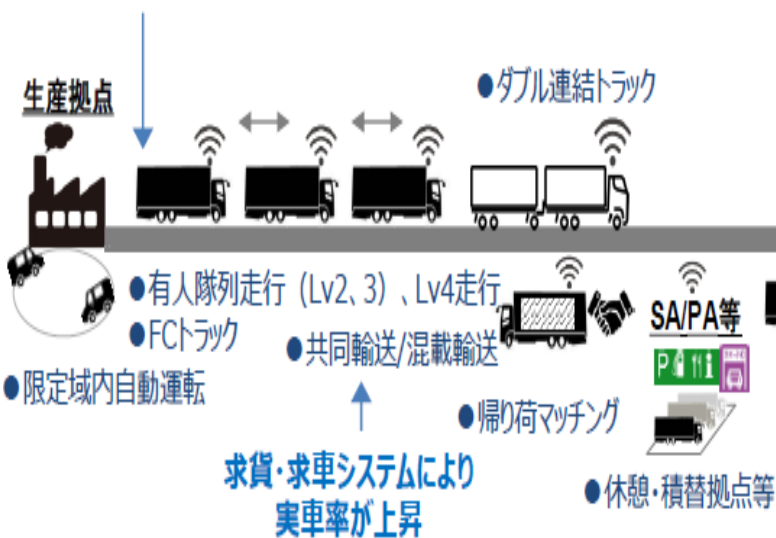 生産拠点
●ダブル連結トラック
●有人隊列走行（Lv2、3）、Lv4走行
●FCトラック
●共同輸送/混載輸送
SA/PA等
P
●限定域内自動運転
●帰り荷マッチング
求貨・求車システムにより
実車率が上昇
●休憩・積替拠点等